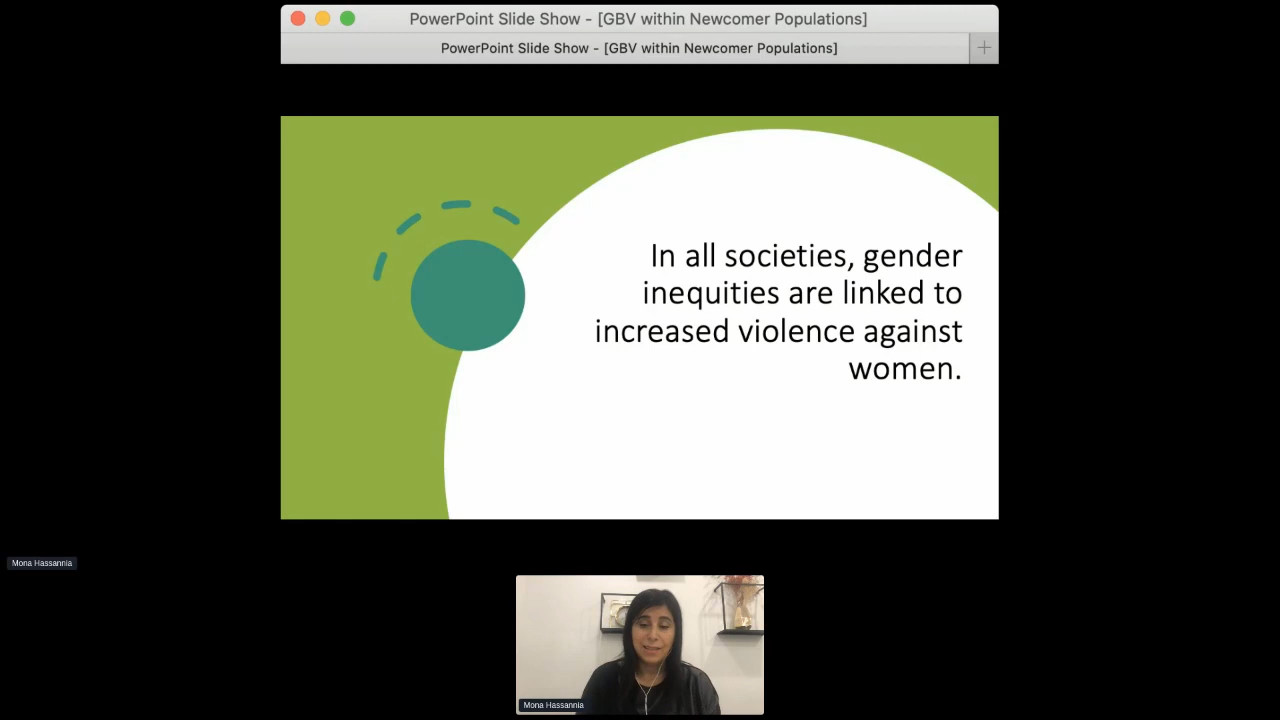 PowerPoint Slide Show - [GBV within Newcomer Populations]
PowerPoint Slide Show - [GBV within Newcomer Populations]
In all societies, gender
inequities are linked to
increased violence against
women.
Mona Hassannia
Mona Hassannia